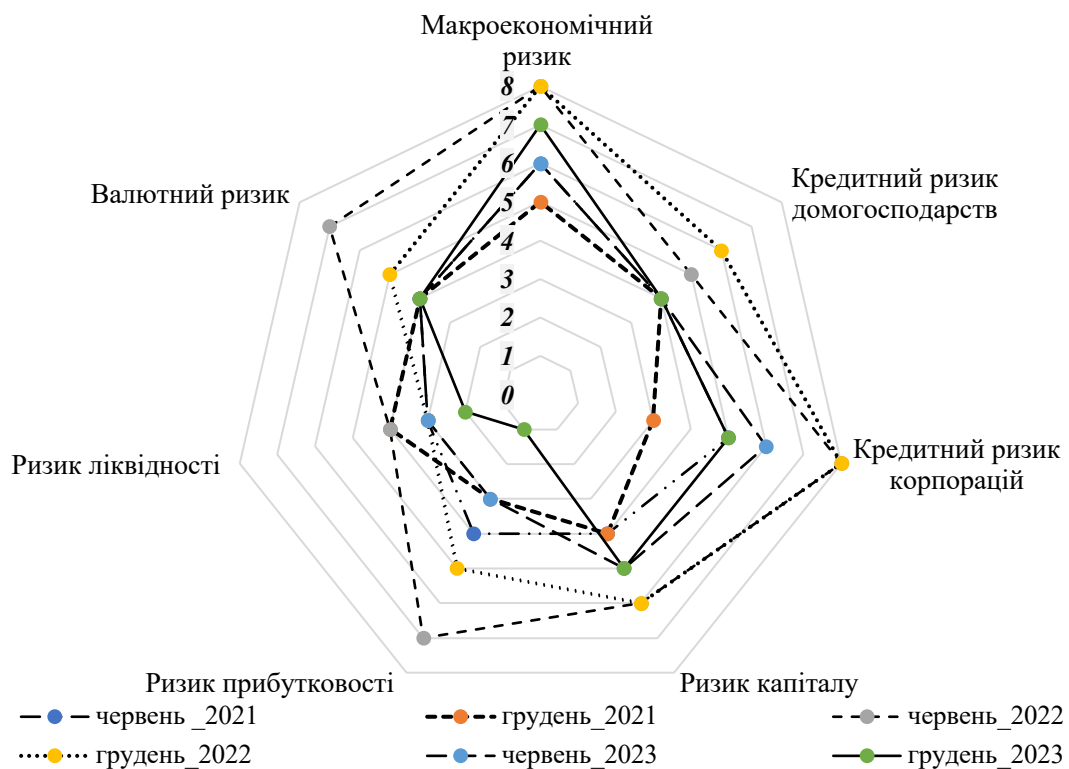 Макроекономічний
ризик
8
7
6
5
4
3
2
1
0
Кредитний ризик
домогосподарств
Кредитний ризик
корпорацій
Ризик капіталу
Ризик прибутковості
Ризик ліквідності
Валютний ризик
червень_2021
грудень_2021
червень_2022
грудень_2022
червень_2023
грудень_2023